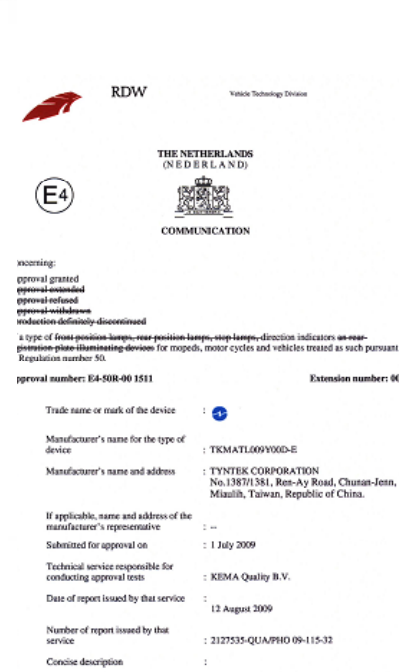 RDW
Vehicle Technology Division
THE NETHERLANDS
(NEDERLAND)
E4
COMMUNICATION
ncerning:
pproval granted
pproval extended
pproval refused
pproval withdrawn
roduction definitely discontinued
a type of front position lamps, rear position lamps, stop lamps, direction indicators as rear-
gistration plate illuminating devices for mopeds, motor cycles and vehicles treated as such pursuant
Regulation number 50.
pproval number: E4-50R-00 1511 Extension number: 00
Trade name or mark of the device :
Manufacturer's name for the type of
device : TKMATL009Y00D-E
Manufacturer's name and address : TYNTEK CORPORATION
No.1387/1381, Ren-Ay Road, Chunan-Jenn,
Miaulih, Taiwan, Republic of China.
If applicable, name and address of the
manufacturer's representative : --
Submitted for approval on : 1 July 2009
Technical service responsible for
conducting approval tests : KEMA Quality B.V.
Date of report issued by that service :
12 August 2009
Number of report issued by that
service : 2127535-QUA/PHO 09-115-32
Concise description :